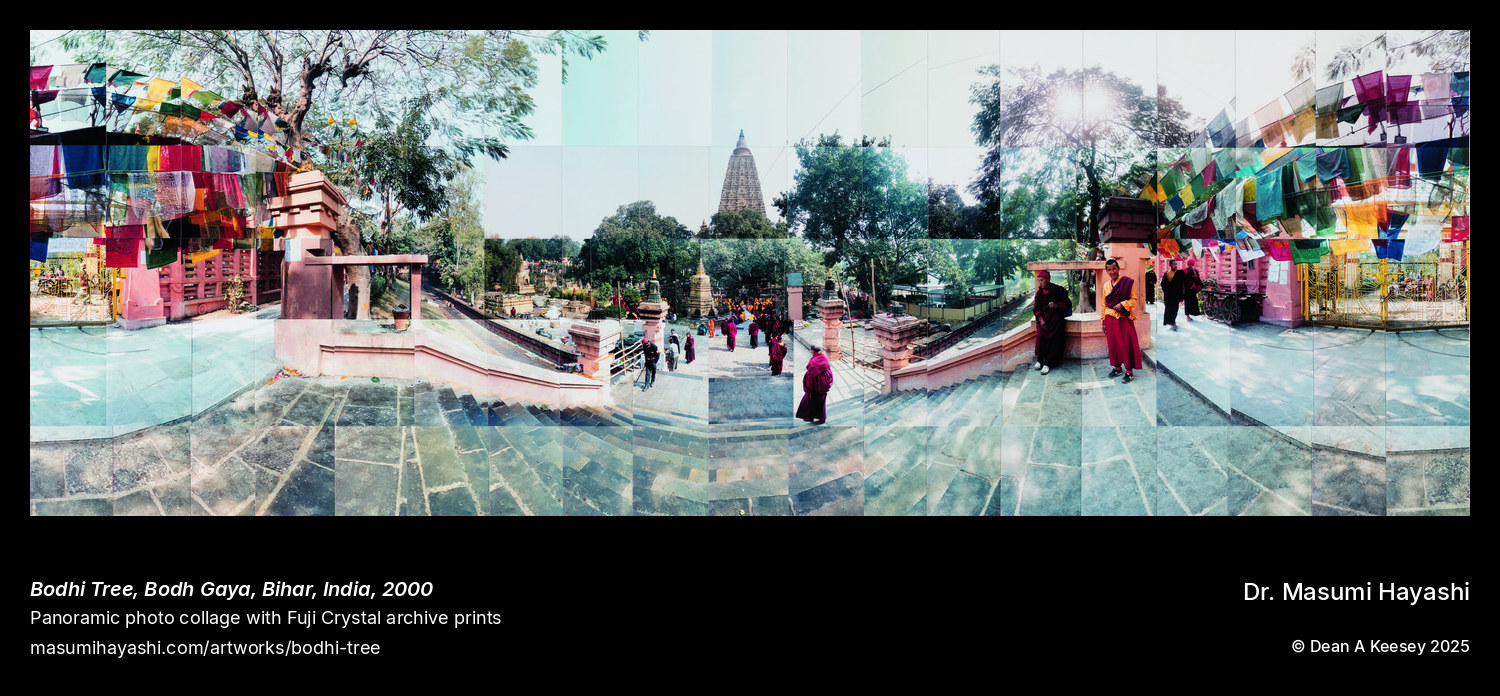 Bodhi Tree, Bodh Gaya, Bihar, India, 2000
Panoramic photo collage with Fuji Crystal archive prints
masumihayashi.com/artworks/bodhi-tree
Dr. Masumi Hayashi
© Dean A Keesey 2025